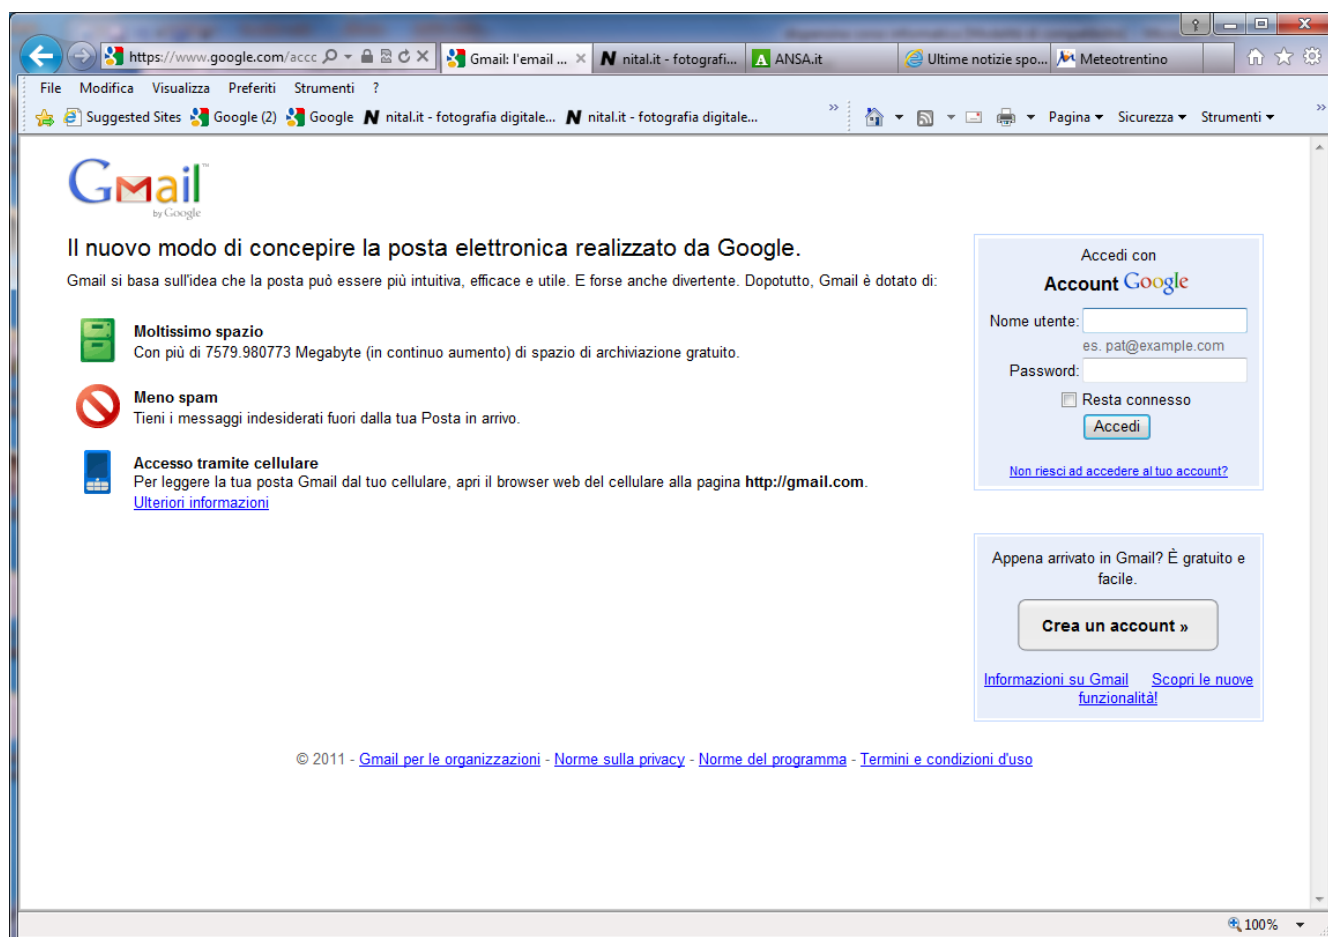 https://www.google.com/accc
Gmail: l'email ...
nital.it - fotografi...
ANSA.it
Ultime notizie spo...
Meteotrentino
File Modifica Visualizza Preferiti Strumenti ?
Suggested Sites Google (2) Google nital.it - fotografia digitale... nital.it - fotografia digitale... » Pagina Sicurezza Strumenti »
Gmail™
by Google
Il nuovo modo di concepire la posta elettronica realizzato da Google.
Gmail si basa sull'idea che la posta può essere più intuitiva, efficace e utile. E forse anche divertente. Dopotutto, Gmail è dotato di:
Moltissimo spazio
Con più di 7579.980773 Megabyte (in continuo aumento) di spazio di archiviazione gratuito.
Meno spam
Tieni i messaggi indesiderati fuori dalla tua Posta in arrivo.
Accesso tramite cellulare
Per leggere la tua posta Gmail dal tuo cellulare, apri il browser web del cellulare alla pagina http://gmail.com.
Ulteriori informazioni
Accedi con
Account Google
Nome utente:
es. pat@example.com
Password:
Resta connesso
Accedi
Non riesci ad accedere al tuo account?
Appena arrivato in Gmail? È gratuito e
facile.
Crea un account »
Informazioni su Gmail Scopri le nuove
funzionalità!
© 2011 - Gmail per le organizzazioni - Norme sulla privacy - Norme del programma - Termini e condizioni d'uso
100%